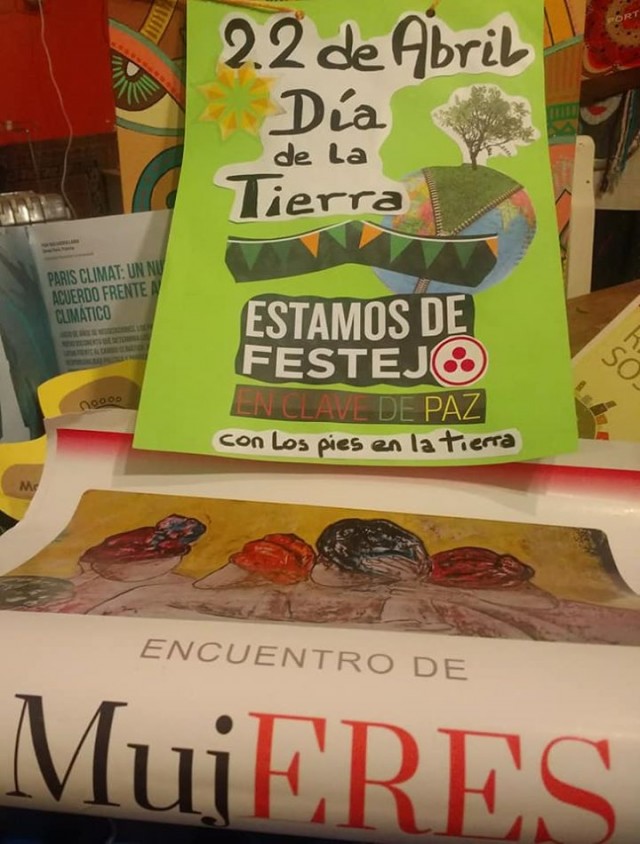 22 de Abril
Día
de La
Tierra
ESTAMOS DE
FESTEJO
EN CLAVE DE PAZ
con Los pies en la tierra
PARIS CLIMAT: UN
ACUERDO FRENTE
CLIMÁTICO
ENCUENTRO DE
MujERES